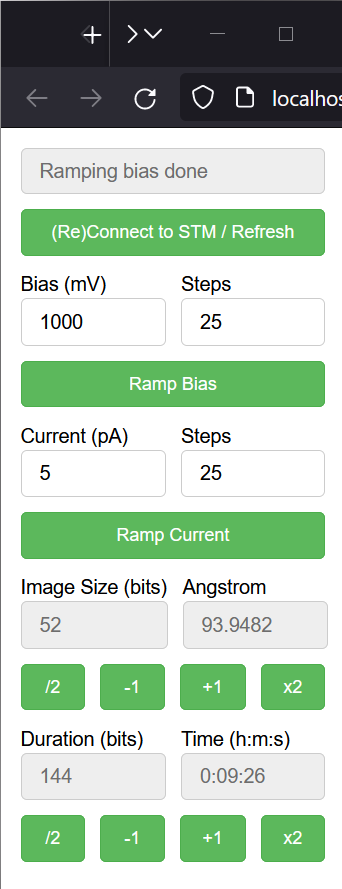 localhos
Ramping bias done
(Re)Connect to STM / Refresh
Bias (mV) Steps
1000 25
Ramp Bias
Current (pA) Steps
5 25
Ramp Current
Image Size (bits) Angstrom
52 93.9482
/2 -1 +1 x2
Duration (bits) Time (h:m:s)
144 0:09:26
/2 -1 +1 x2